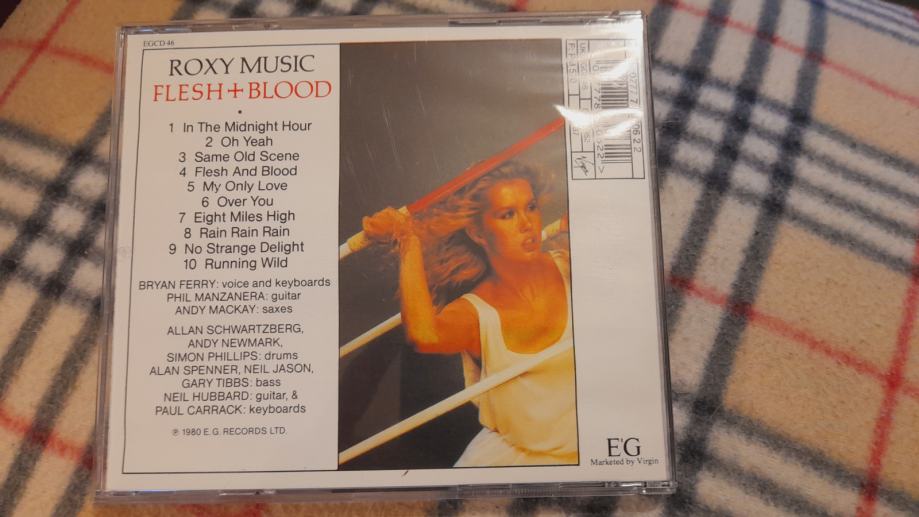 EGCD 46
ROXY MUSIC
FLESH + BLOOD
1 In The Midnight Hour
2 Oh Yeah
3 Same Old Scene
4 Flesh And Blood
5 My Only Love
6 Over You
7 Eight Miles High
8 Rain Rain Rain
9 No Strange Delight
10 Running Wild
BRYAN FERRY: voice and keyboards
PHIL MANZANERA: guitar
ANDY MACKAY: saxes
ALLAN SCHWARTZBERG,
ANDY NEWMARK,
SIMON PHILLIPS: drums
ALAN SPENNER, NEIL JASON,
GARY TIBBS: bass
NEIL HUBBARD: guitar, &
PAUL CARRACK: keyboards
℗ 1980 E.G. RECORDS LTD.
Virgin
E'G
Marketed by Virgin